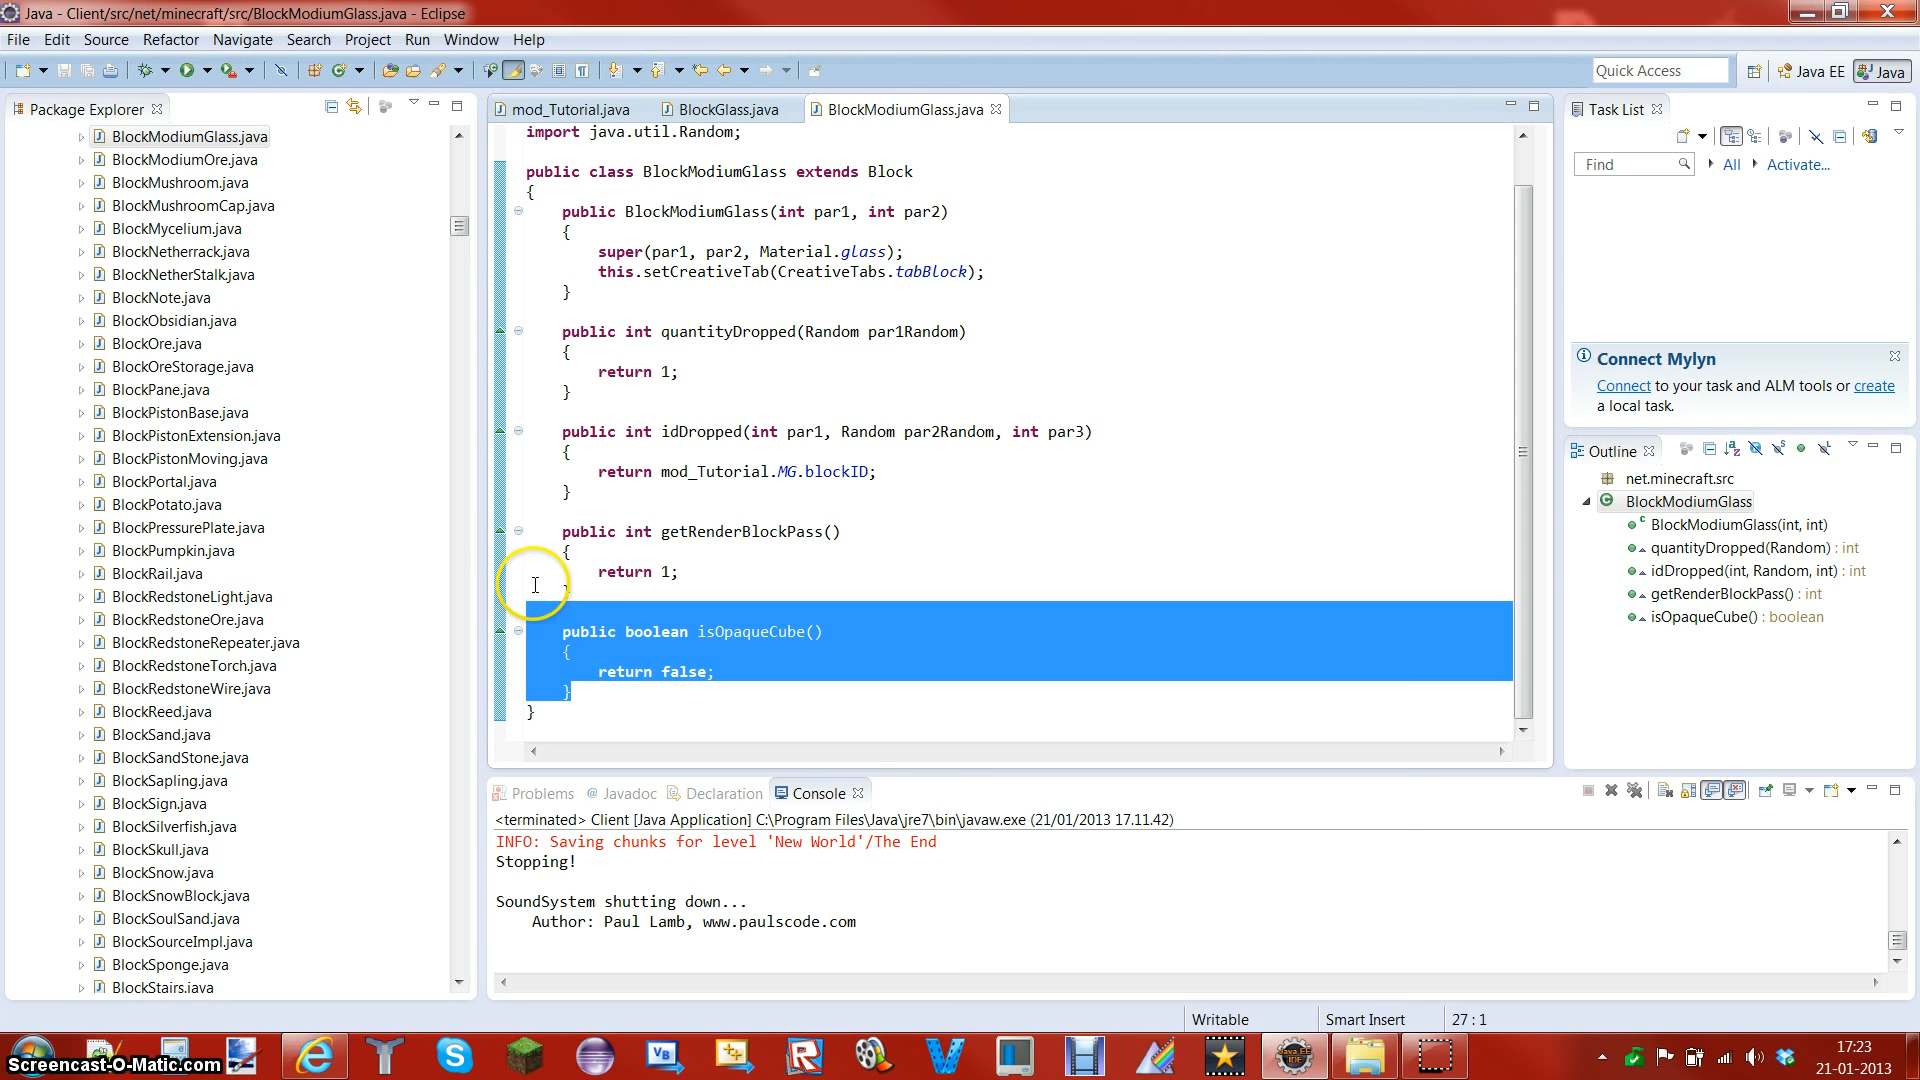 Java - Client/src/net/minecraft/src/BlockModiumGlass.java - Eclipse
File Edit Source Refactor Navigate Search Project Run Window Help
Quick Access
Java EE
Java
Package Explorer
BlockModiumGlass.java
BlockModiumOre.java
BlockMushroom.java
BlockMushroomCap.java
BlockMycelium.java
BlockNetherrack.java
BlockNetherStalk.java
BlockNote.java
BlockObsidian.java
BlockOre.java
BlockOreStorage.java
BlockPane.java
BlockPistonBase.java
BlockPistonExtension.java
BlockPistonMoving.java
BlockPortal.java
BlockPotato.java
BlockPressurePlate.java
BlockPumpkin.java
BlockRail.java
BlockRedstoneLight.java
BlockRedstoneOre.java
BlockRedstoneRepeater.java
BlockRedstoneTorch.java
BlockRedstoneWire.java
BlockReed.java
BlockSand.java
BlockSandStone.java
BlockSapling.java
BlockSign.java
BlockSilverfish.java
BlockSkull.java
BlockSnow.java
BlockSnowBlock.java
BlockSoulSand.java
BlockSourceImpl.java
BlockSponge.java
BlockStairs.java
mod_Tutorial.java BlockGlass.java BlockModiumGlass.java
import java.util.Random;
public class BlockModiumGlass extends Block
{
public BlockModiumGlass(int par1, int par2)
{
super(par1, par2, Material.glass);
this.setCreativeTab(CreativeTabs.tabBlock);
}
public int quantityDropped(Random par1Random)
{
return 1;
}
public int idDropped(int par1, Random par2Random, int par3)
{
return mod_Tutorial.MG.blockID;
}
public int getRenderBlockPass()
{
return 1;
}
public boolean isOpaqueCube()
{
return false;
}
}
Task List
Find
All
Activate...
Connect Mylyn
Connect to your task and ALM tools or create
a local task.
Outline
net.minecraft.src
BlockModiumGlass
BlockModiumGlass(int, int)
quantityDropped(Random) : int
idDropped(int, Random, int) : int
getRenderBlockPass() : int
isOpaqueCube() : boolean
Problems @ Javadoc Declaration Console
<terminated> Client [Java Application] C:\Program Files\Java\jre7\bin\javaw.exe (21/01/2013 17.11.42)
INFO: Saving chunks for level 'New World'/The End
Stopping!
SoundSystem shutting down...
Author: Paul Lamb, www.paulscode.com
Writable
Smart Insert
27 : 1
Screencast-O-Matic.com
17:23
21-01-2013